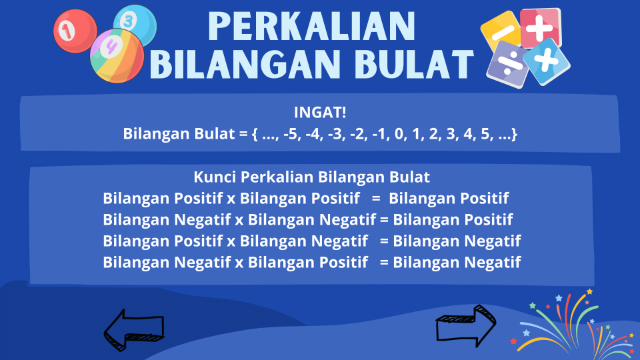 PERKALIAN
BILANGAN BULAT
1
3
4
INGAT!
Bilangan Bulat = { ..., -5, -4, -3, -2, -1, 0, 1, 2, 3, 4, 5, ...}
Kunci Perkalian Bilangan Bulat
Bilangan Positif x Bilangan Positif = Bilangan Positif
Bilangan Negatif x Bilangan Negatif = Bilangan Positif
Bilangan Positif x Bilangan Negatif = Bilangan Negatif
Bilangan Negatif x Bilangan Positif = Bilangan Negatif